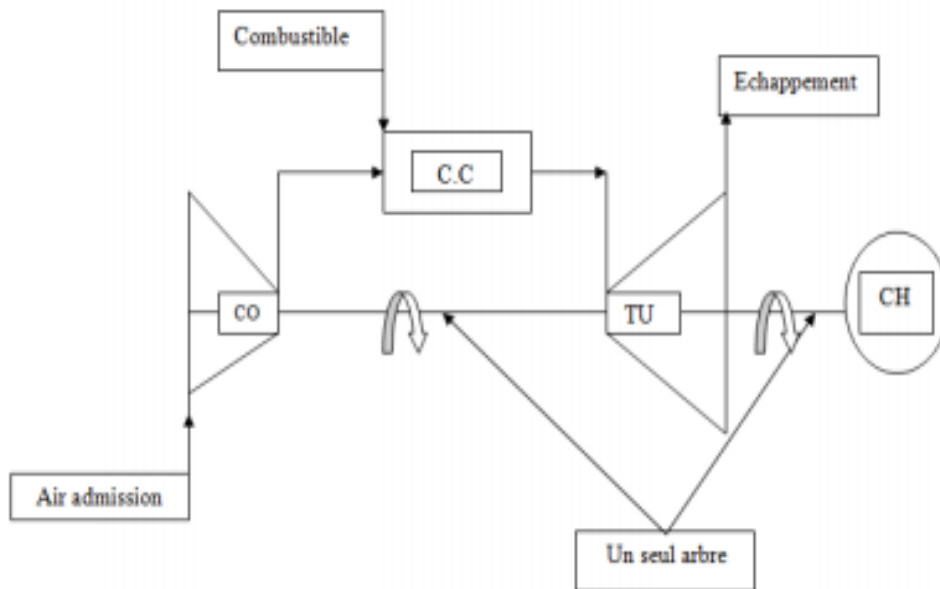 Combustible
Echappement
C.C
CO
TU
CH
Air admission
Un seul arbre